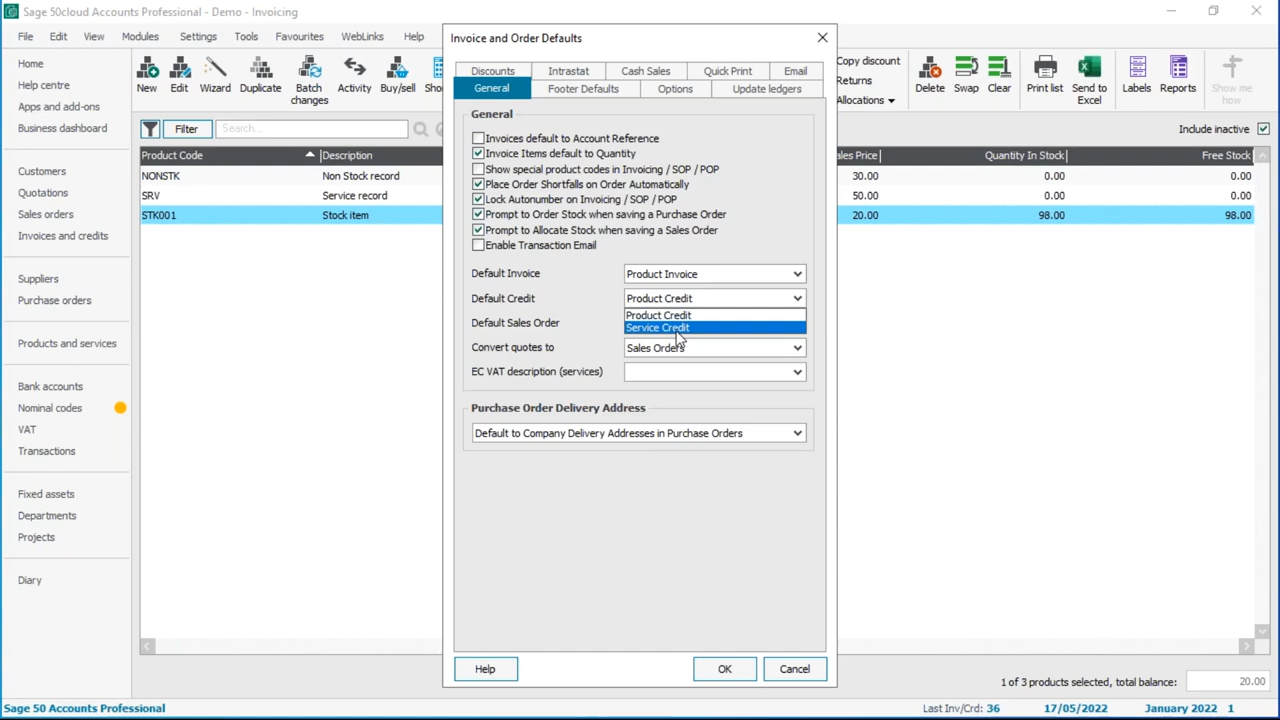 Sage 50cloud Accounts Professional - Demo - Invoicing
File Edit View Modules Settings Tools Favourites WebLinks Help
Home
Help centre
Apps and add-ons
Business dashboard
Customers
Quotations
Sales orders
Invoices and credits
Suppliers
Purchase orders
Products and services
Bank accounts
Nominal codes
VAT
Transactions
Fixed assets
Departments
Projects
Diary
New Edit Wizard Duplicate Batch changes Activity Buy/sell
Copy discount
Returns
Allocations
Delete Swap Clear Print list Send to Excel Labels Reports Show me how
Filter Search...
Include inactive
Product Code Description
Sales Price Quantity In Stock Free Stock
NONSTK Non Stock record 30.00 0.00 0.00
SRV Service record 50.00 0.00 0.00
STK001 Stock item 20.00 98.00 98.00
Invoice and Order Defaults
Discounts Intrastat Cash Sales Quick Print Email
General Footer Defaults Options Update ledgers
General
Invoices default to Account Reference
Invoice Items default to Quantity
Show special product codes in Invoicing / SOP / POP
Place Order Shortfalls on Order Automatically
Lock Autonumber on Invoicing / SOP / POP
Prompt to Order Stock when saving a Purchase Order
Prompt to Allocate Stock when saving a Sales Order
Enable Transaction Email
Default Invoice Product Invoice
Default Credit Product Credit
Product Credit
Service Credit
Default Sales Order
Convert quotes to Sales Orders
EC VAT description (services)
Purchase Order Delivery Address
Default to Company Delivery Addresses in Purchase Orders
Help OK Cancel
1 of 3 products selected, total balance: 20.00
Sage 50 Accounts Professional
Last Inv/Crd: 36 17/05/2022 January 2022 1